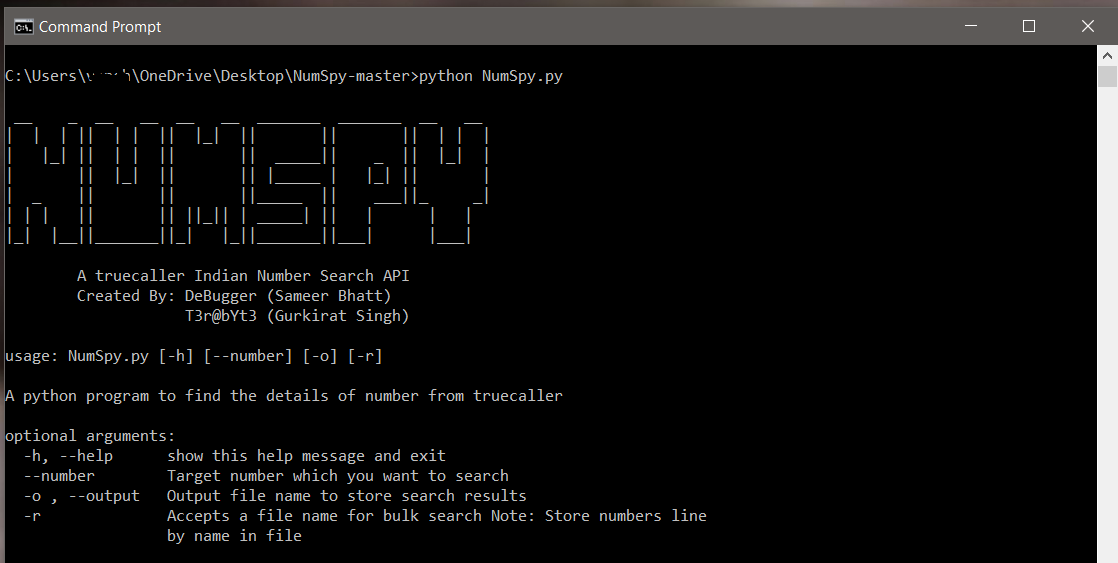 Command Prompt
C:\Users\\OneDrive\Desktop\NumSpy-master>python NumSpy.py
NUMSPY
A truecaller Indian Number Search API
Created By: DeBugger (Sameer Bhatt)
T3r@bYt3 (Gurkirat Singh)
usage: NumSpy.py [-h] [--number] [-o] [-r]
A python program to find the details of number from truecaller
optional arguments:
-h, --help show this help message and exit
--number Target number which you want to search
-o , --output Output file name to store search results
-r Accepts a file name for bulk search Note: Store numbers line
by name in file